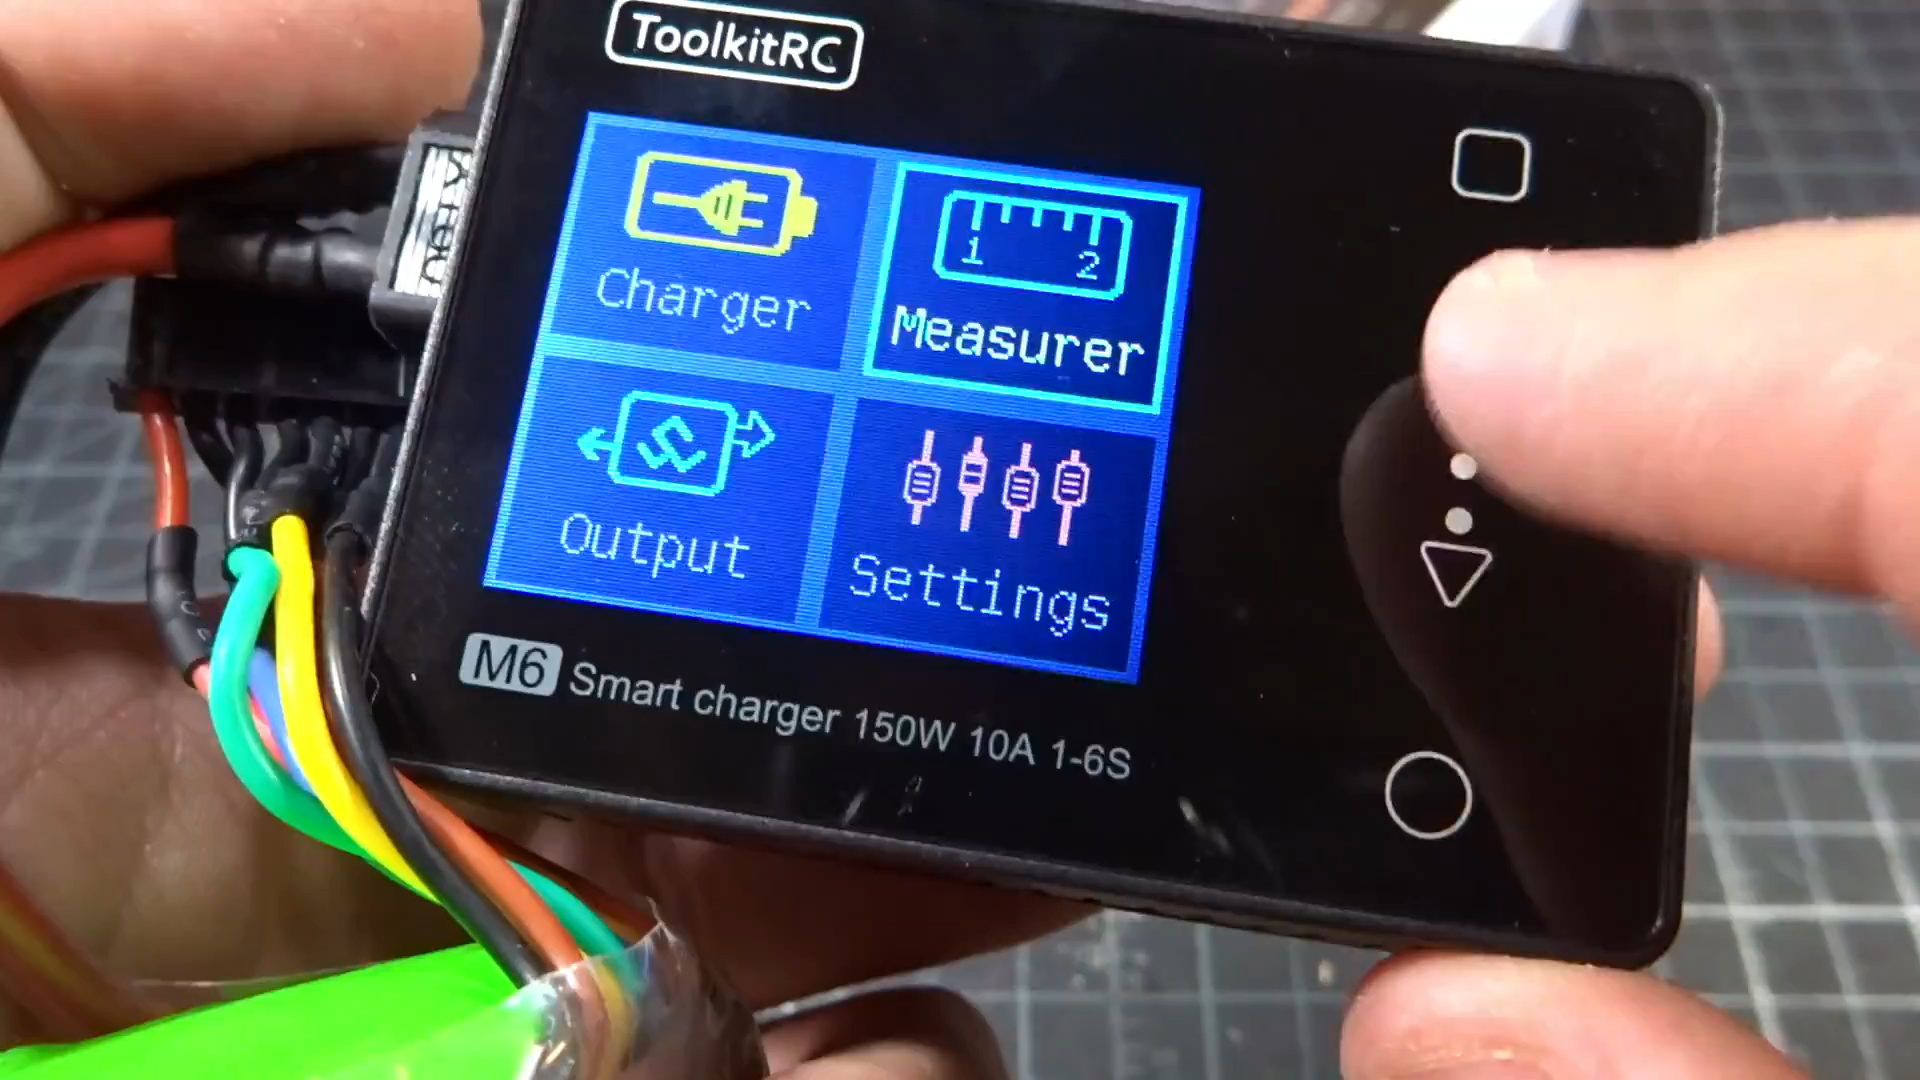 ToolkitRC
Charger
1 2
Measurer
Output
Settings
M6 Smart charger 150W 10A 1-6S